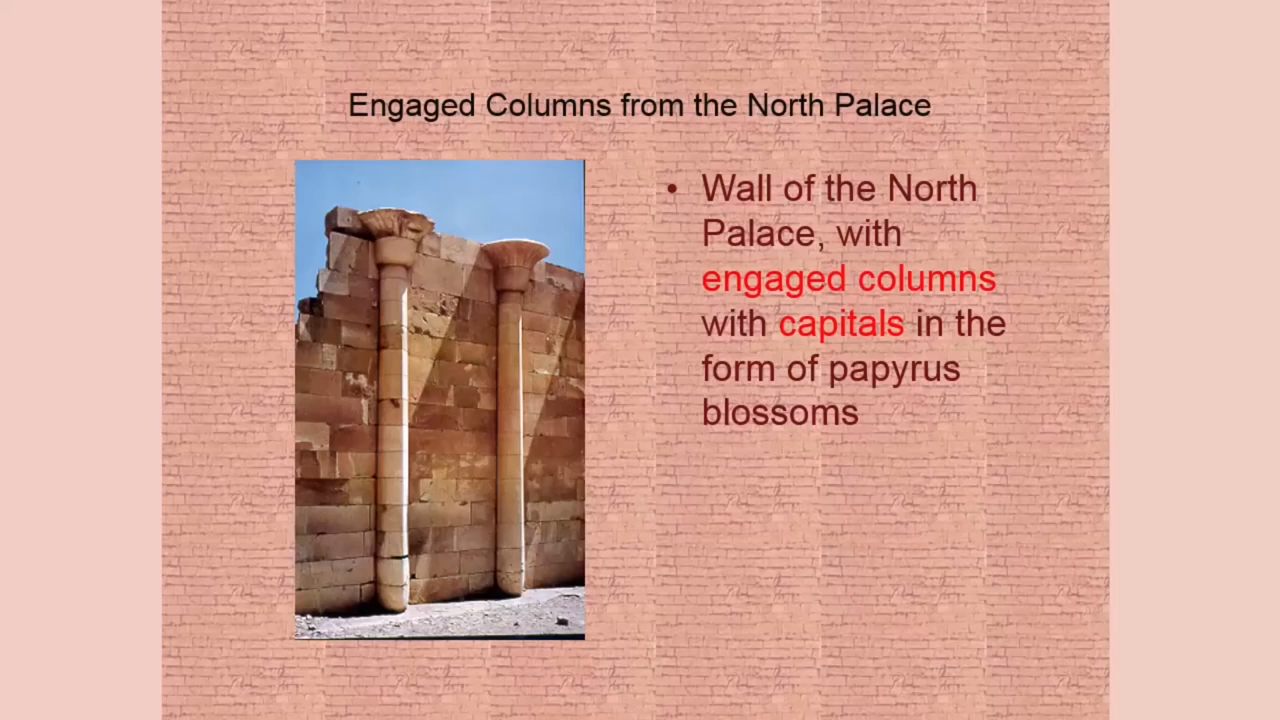 Engaged Columns from the North Palace
• Wall of the North
Palace, with
engaged columns
with capitals in the
form of papyrus
blossoms